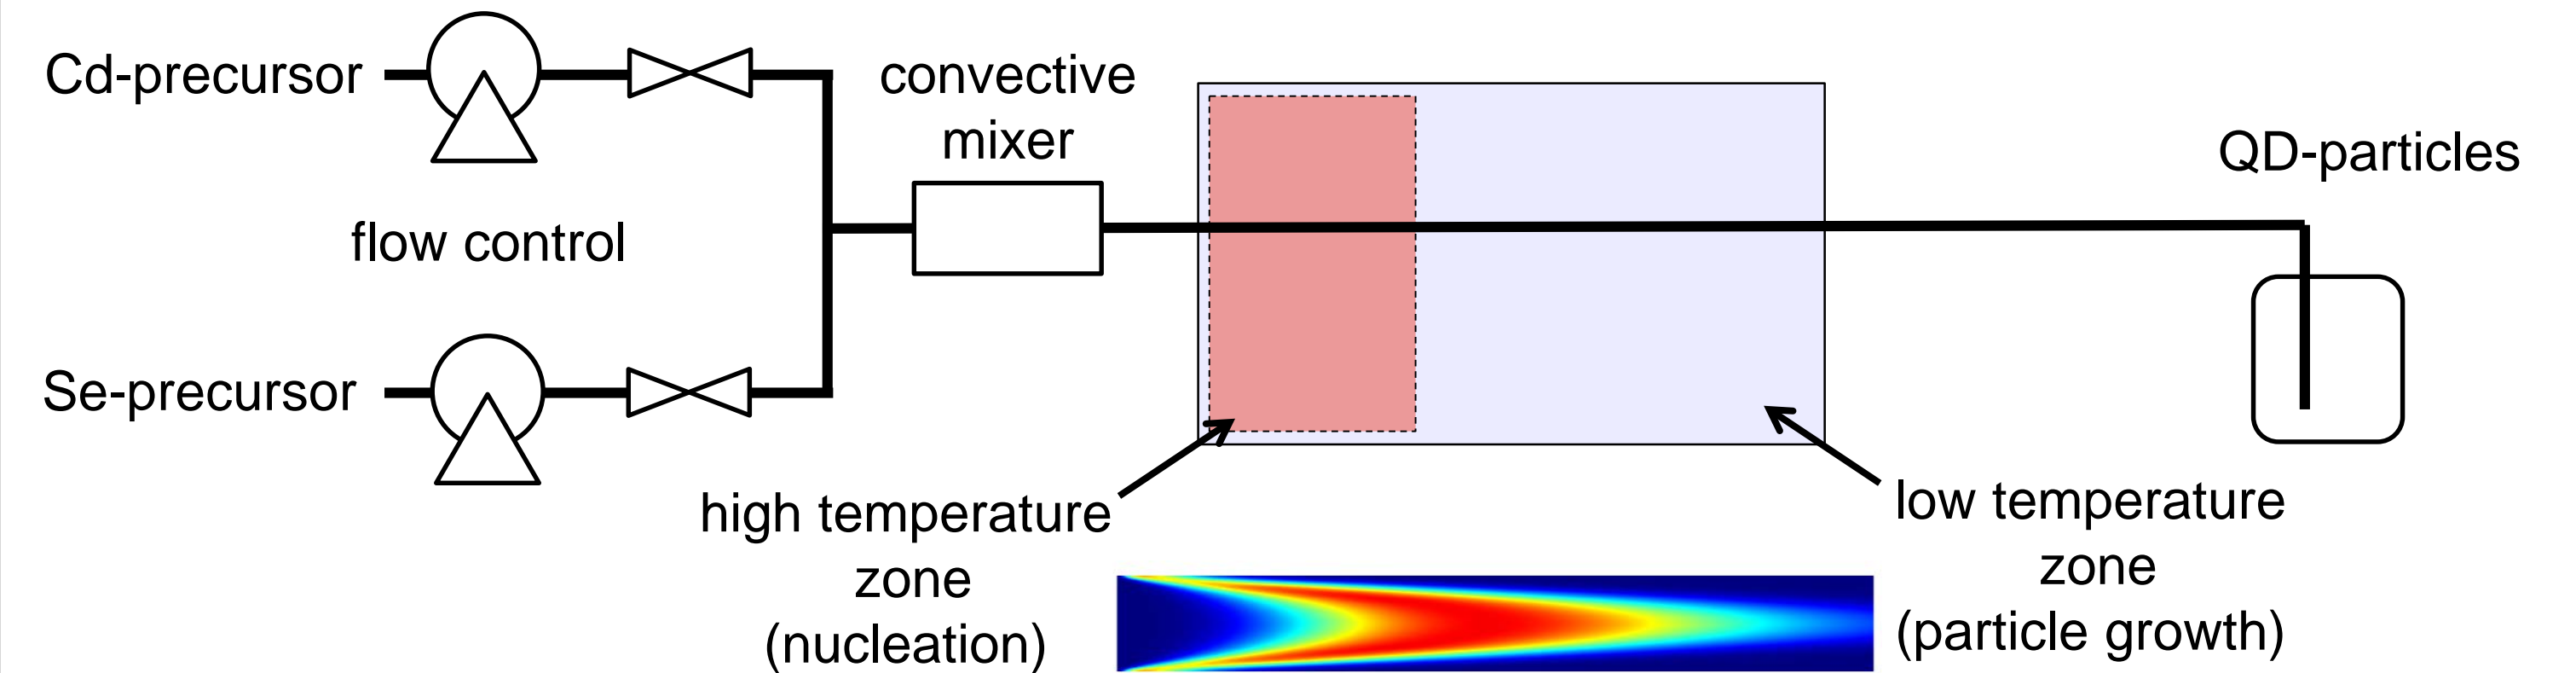 Cd-precursor
convective
mixer
QD-particles
flow control
Se-precursor
high temperature
zone
(nucleation)
low temperature
zone
(particle growth)